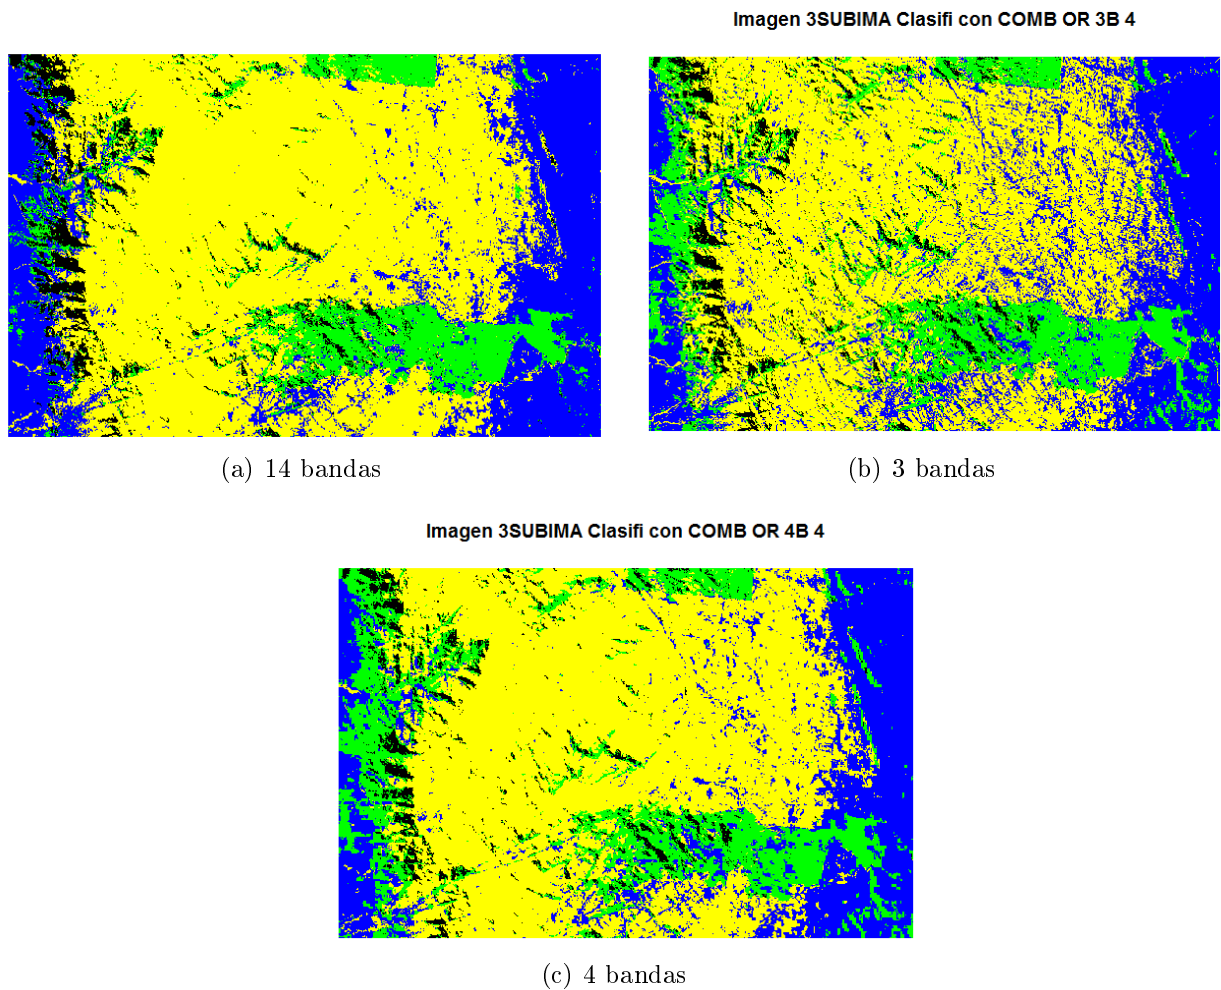 Imagen 3SUBIMA Clasifi con COMB OR 3B 4
(a) 14 bandas
(b) 3 bandas
Imagen 3SUBIMA Clasifi con COMB OR 4B 4
(c) 4 bandas